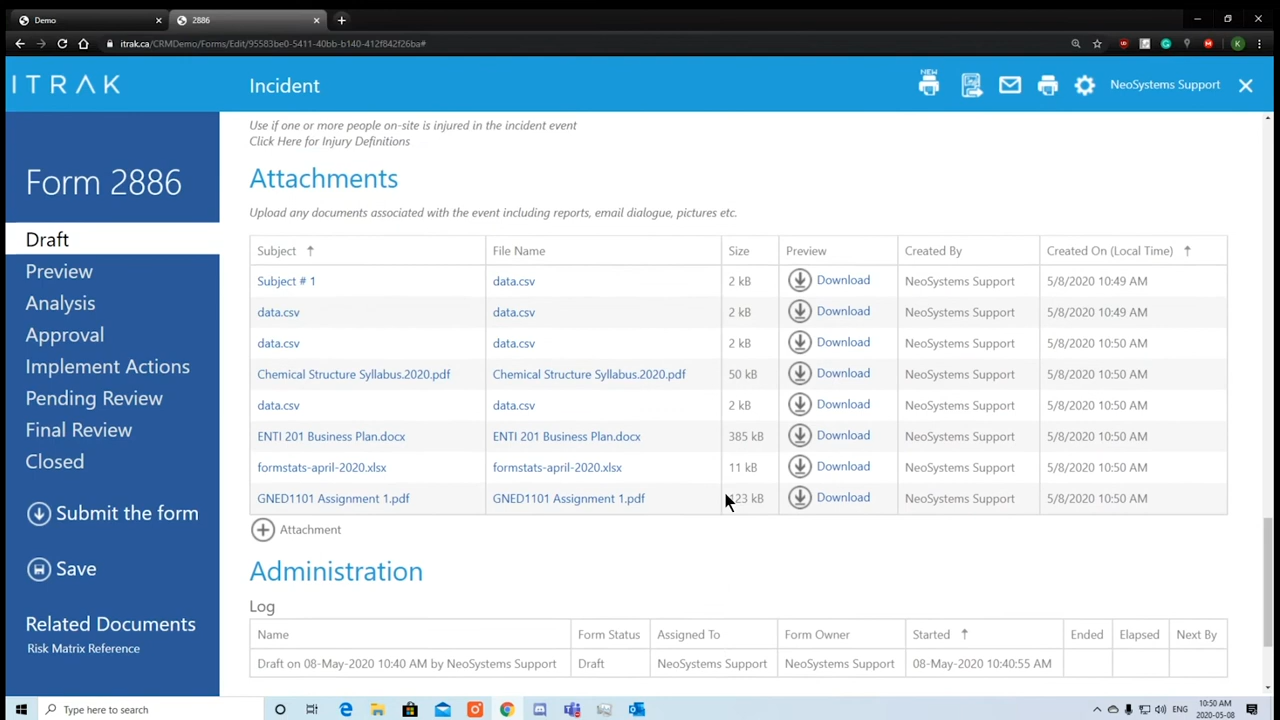 Demo
2886
itrak.ca/CRMDemo/Forms/Edit/95583be0-5411-40bb-b140-412f842f26ba#
K
ITRAK
Incident
NEW
NeoSystems Support
Form 2886
Draft
Preview
Analysis
Approval
Implement Actions
Pending Review
Final Review
Closed
Submit the form
Save
Related Documents
Risk Matrix Reference
Use if one or more people on-site is injured in the incident event
Click Here for Injury Definitions
Attachments
Upload any documents associated with the event including reports, email dialogue, pictures etc.
Subject File Name Size Preview Created By Created On (Local Time)
Subject # 1 data.csv 2 kB Download NeoSystems Support 5/8/2020 10:49 AM
data.csv data.csv 2 kB Download NeoSystems Support 5/8/2020 10:49 AM
data.csv data.csv 2 kB Download NeoSystems Support 5/8/2020 10:50 AM
Chemical Structure Syllabus.2020.pdf Chemical Structure Syllabus.2020.pdf 50 kB Download NeoSystems Support 5/8/2020 10:50 AM
data.csv data.csv 2 kB Download NeoSystems Support 5/8/2020 10:50 AM
ENTI 201 Business Plan.docx ENTI 201 Business Plan.docx 385 kB Download NeoSystems Support 5/8/2020 10:50 AM
formstats-april-2020.xlsx formstats-april-2020.xlsx 11 kB Download NeoSystems Support 5/8/2020 10:50 AM
GNED1101 Assignment 1.pdf GNED1101 Assignment 1.pdf 123 kB Download NeoSystems Support 5/8/2020 10:50 AM
Attachment
Administration
Log
Name Form Status Assigned To Form Owner Started Ended Elapsed Next By
Draft on 08-May-2020 10:40 AM by NeoSystems Support Draft NeoSystems Support NeoSystems Support 08-May-2020 10:40:55 AM
Type here to search
ENG
10:50 AM
2020-05-08